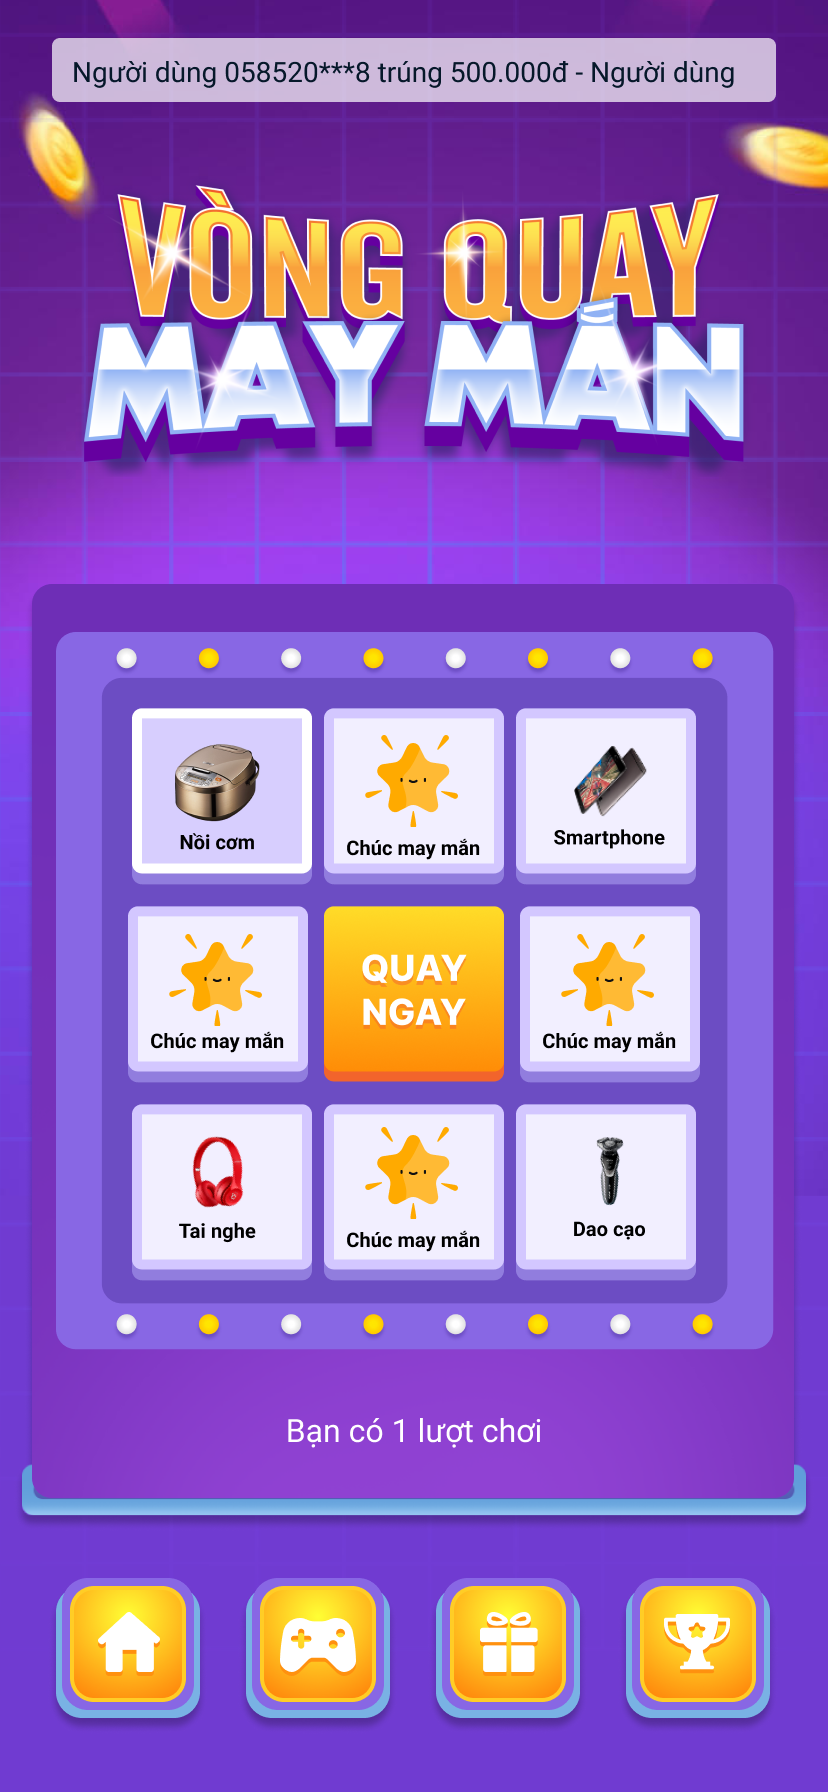 Người dùng 058520***8 trúng 500.000đ - Người dùng
VÒNG QUAY
MAY MẮN
Nồi cơm
Chúc may mắn
Smartphone
Chúc may mắn
QUAY
NGAY
Chúc may mắn
Tai nghe
Chúc may mắn
Dao cạo
Bạn có 1 lượt chơi